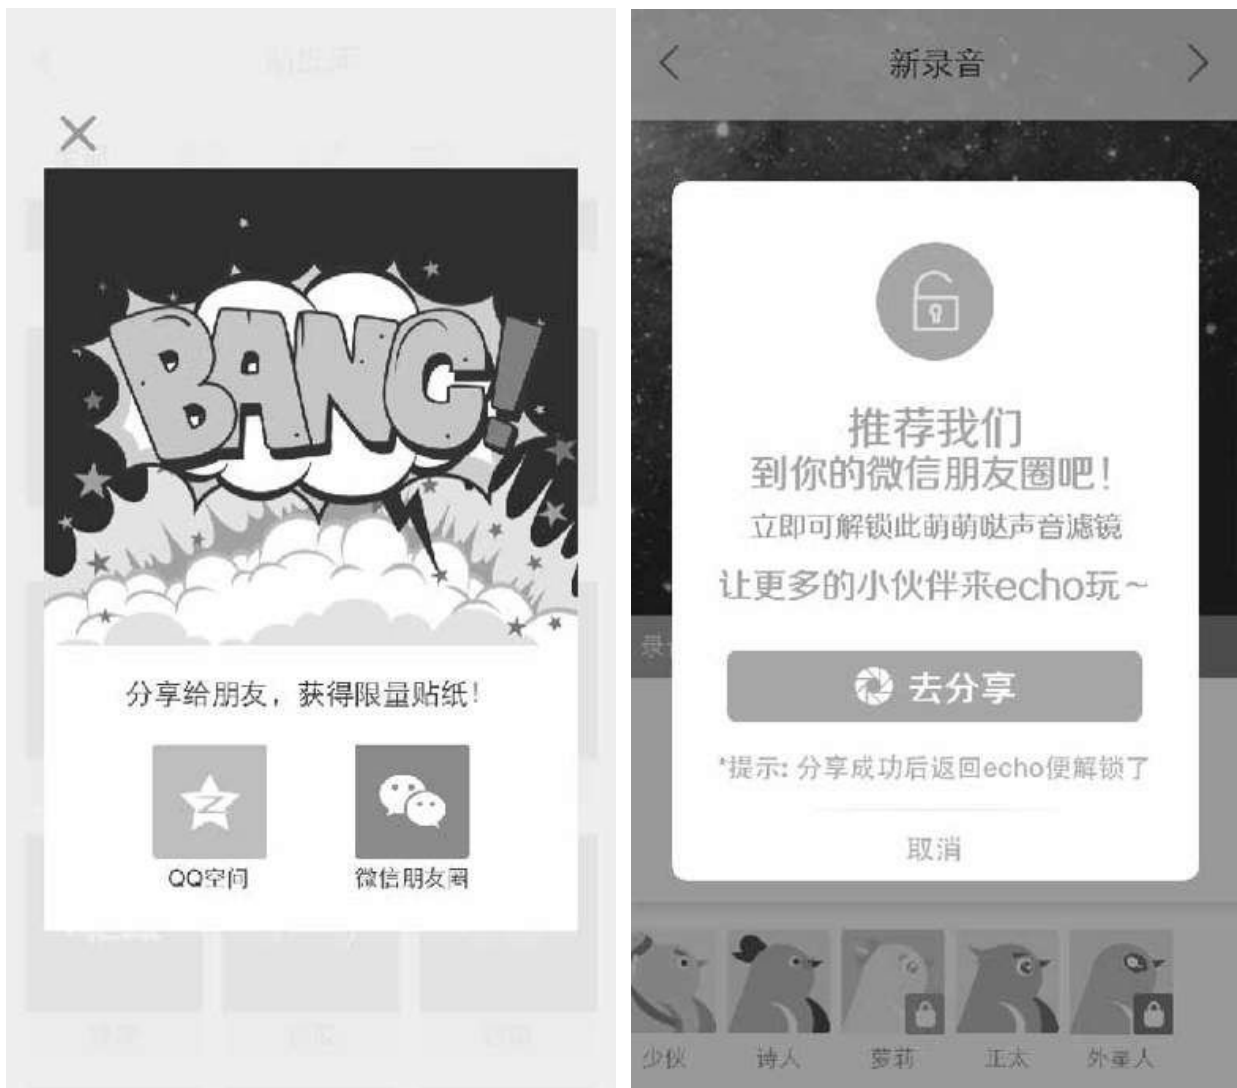 BANG!
分享给朋友，获得限量贴纸！
QQ空间
微信朋友圈
新录音
推荐我们
到你的微信朋友圈吧！
立即可解锁此萌萌哒声音滤镜
让更多的小伙伴来echo玩～
去分享
*提示: 分享成功后返回echo便解锁了
取消
少伙
诗人
萝莉
正太
外星人